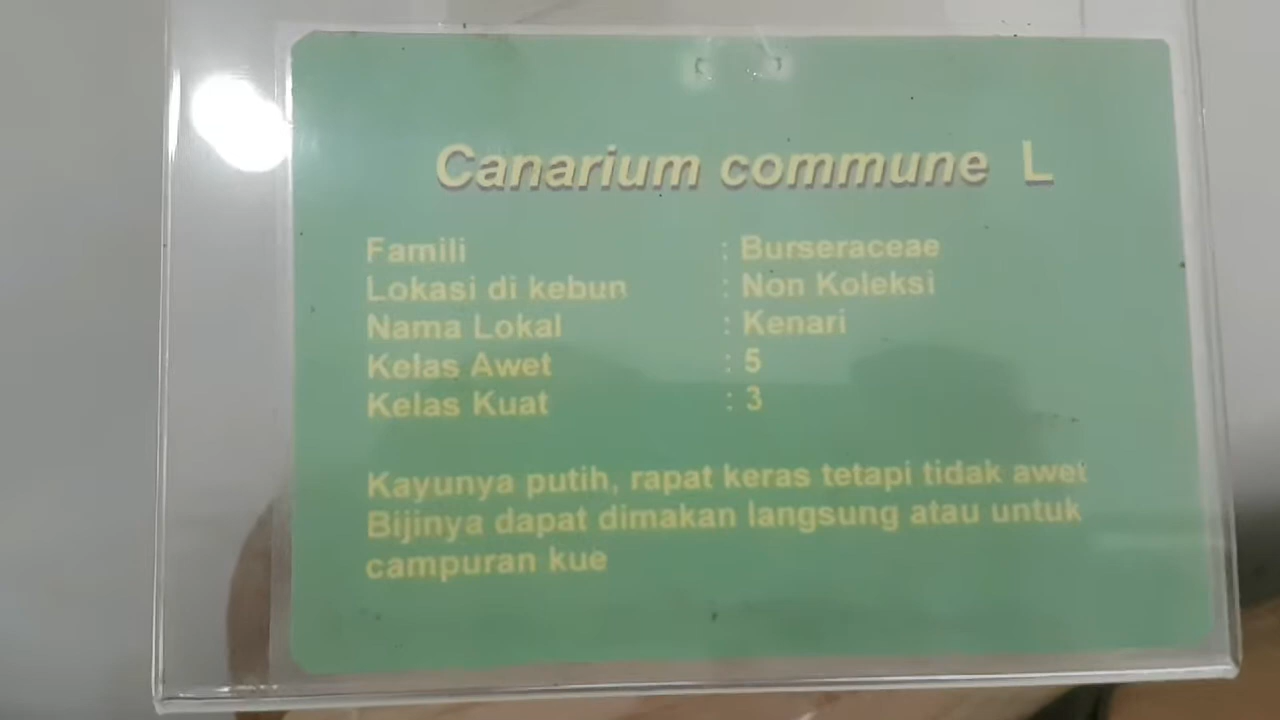 Canarium commune L
Famili : Burseraceae
Lokasi di kebun : Non Koleksi
Nama Lokal : Kenari
Kelas Awet : 5
Kelas Kuat : 3
Kayunya putih, rapat keras tetapi tidak awet
Bijinya dapat dimakan langsung atau untuk
campuran kue